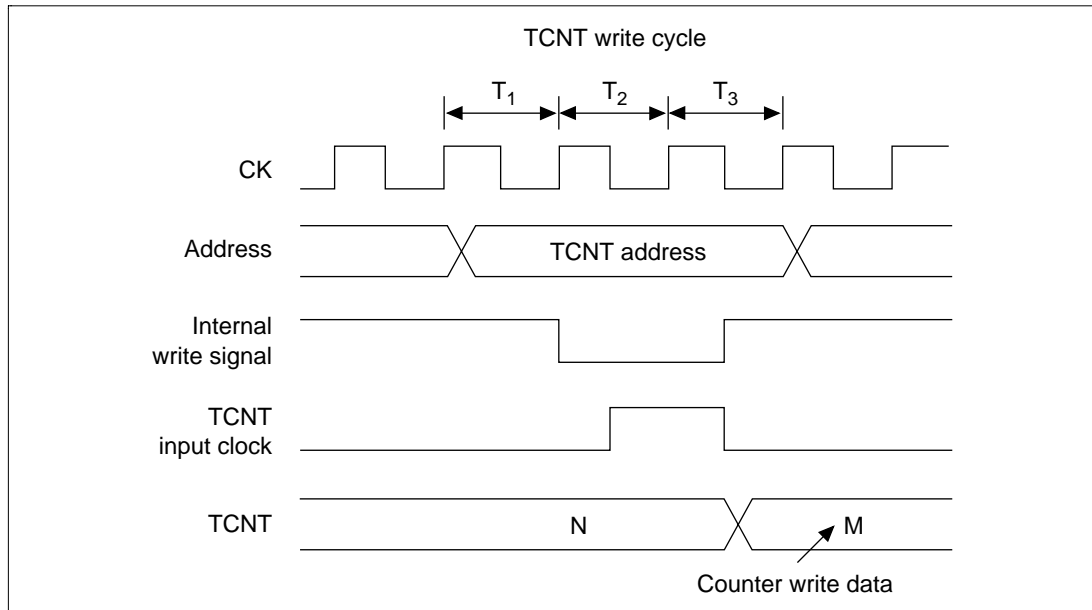 TCNT write cycle
T1 T2 T3
CK
Address
TCNT address
Internal
write signal
TCNT
input clock
TCNT
N
M
Counter write data